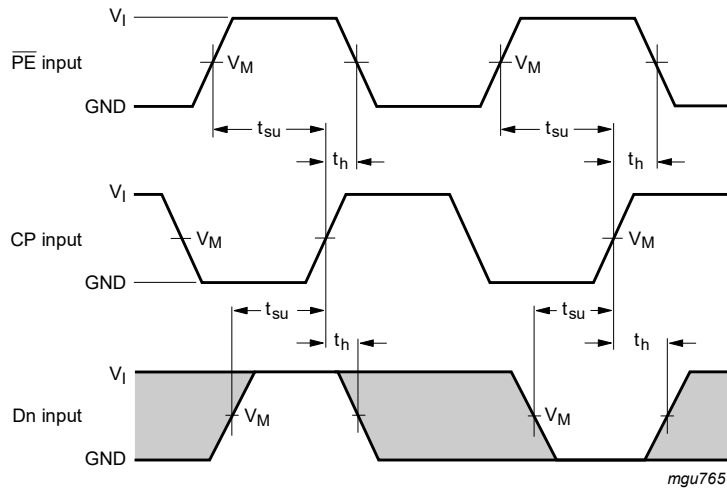 V_I
P̅E̅ input
V_M
V_M
GND
t_su
t_su
t_h
t_h
V_I
CP input
V_M
V_M
GND
t_su
t_su
t_h
t_h
V_I
Dn input
V_M
V_M
GND
mgu765